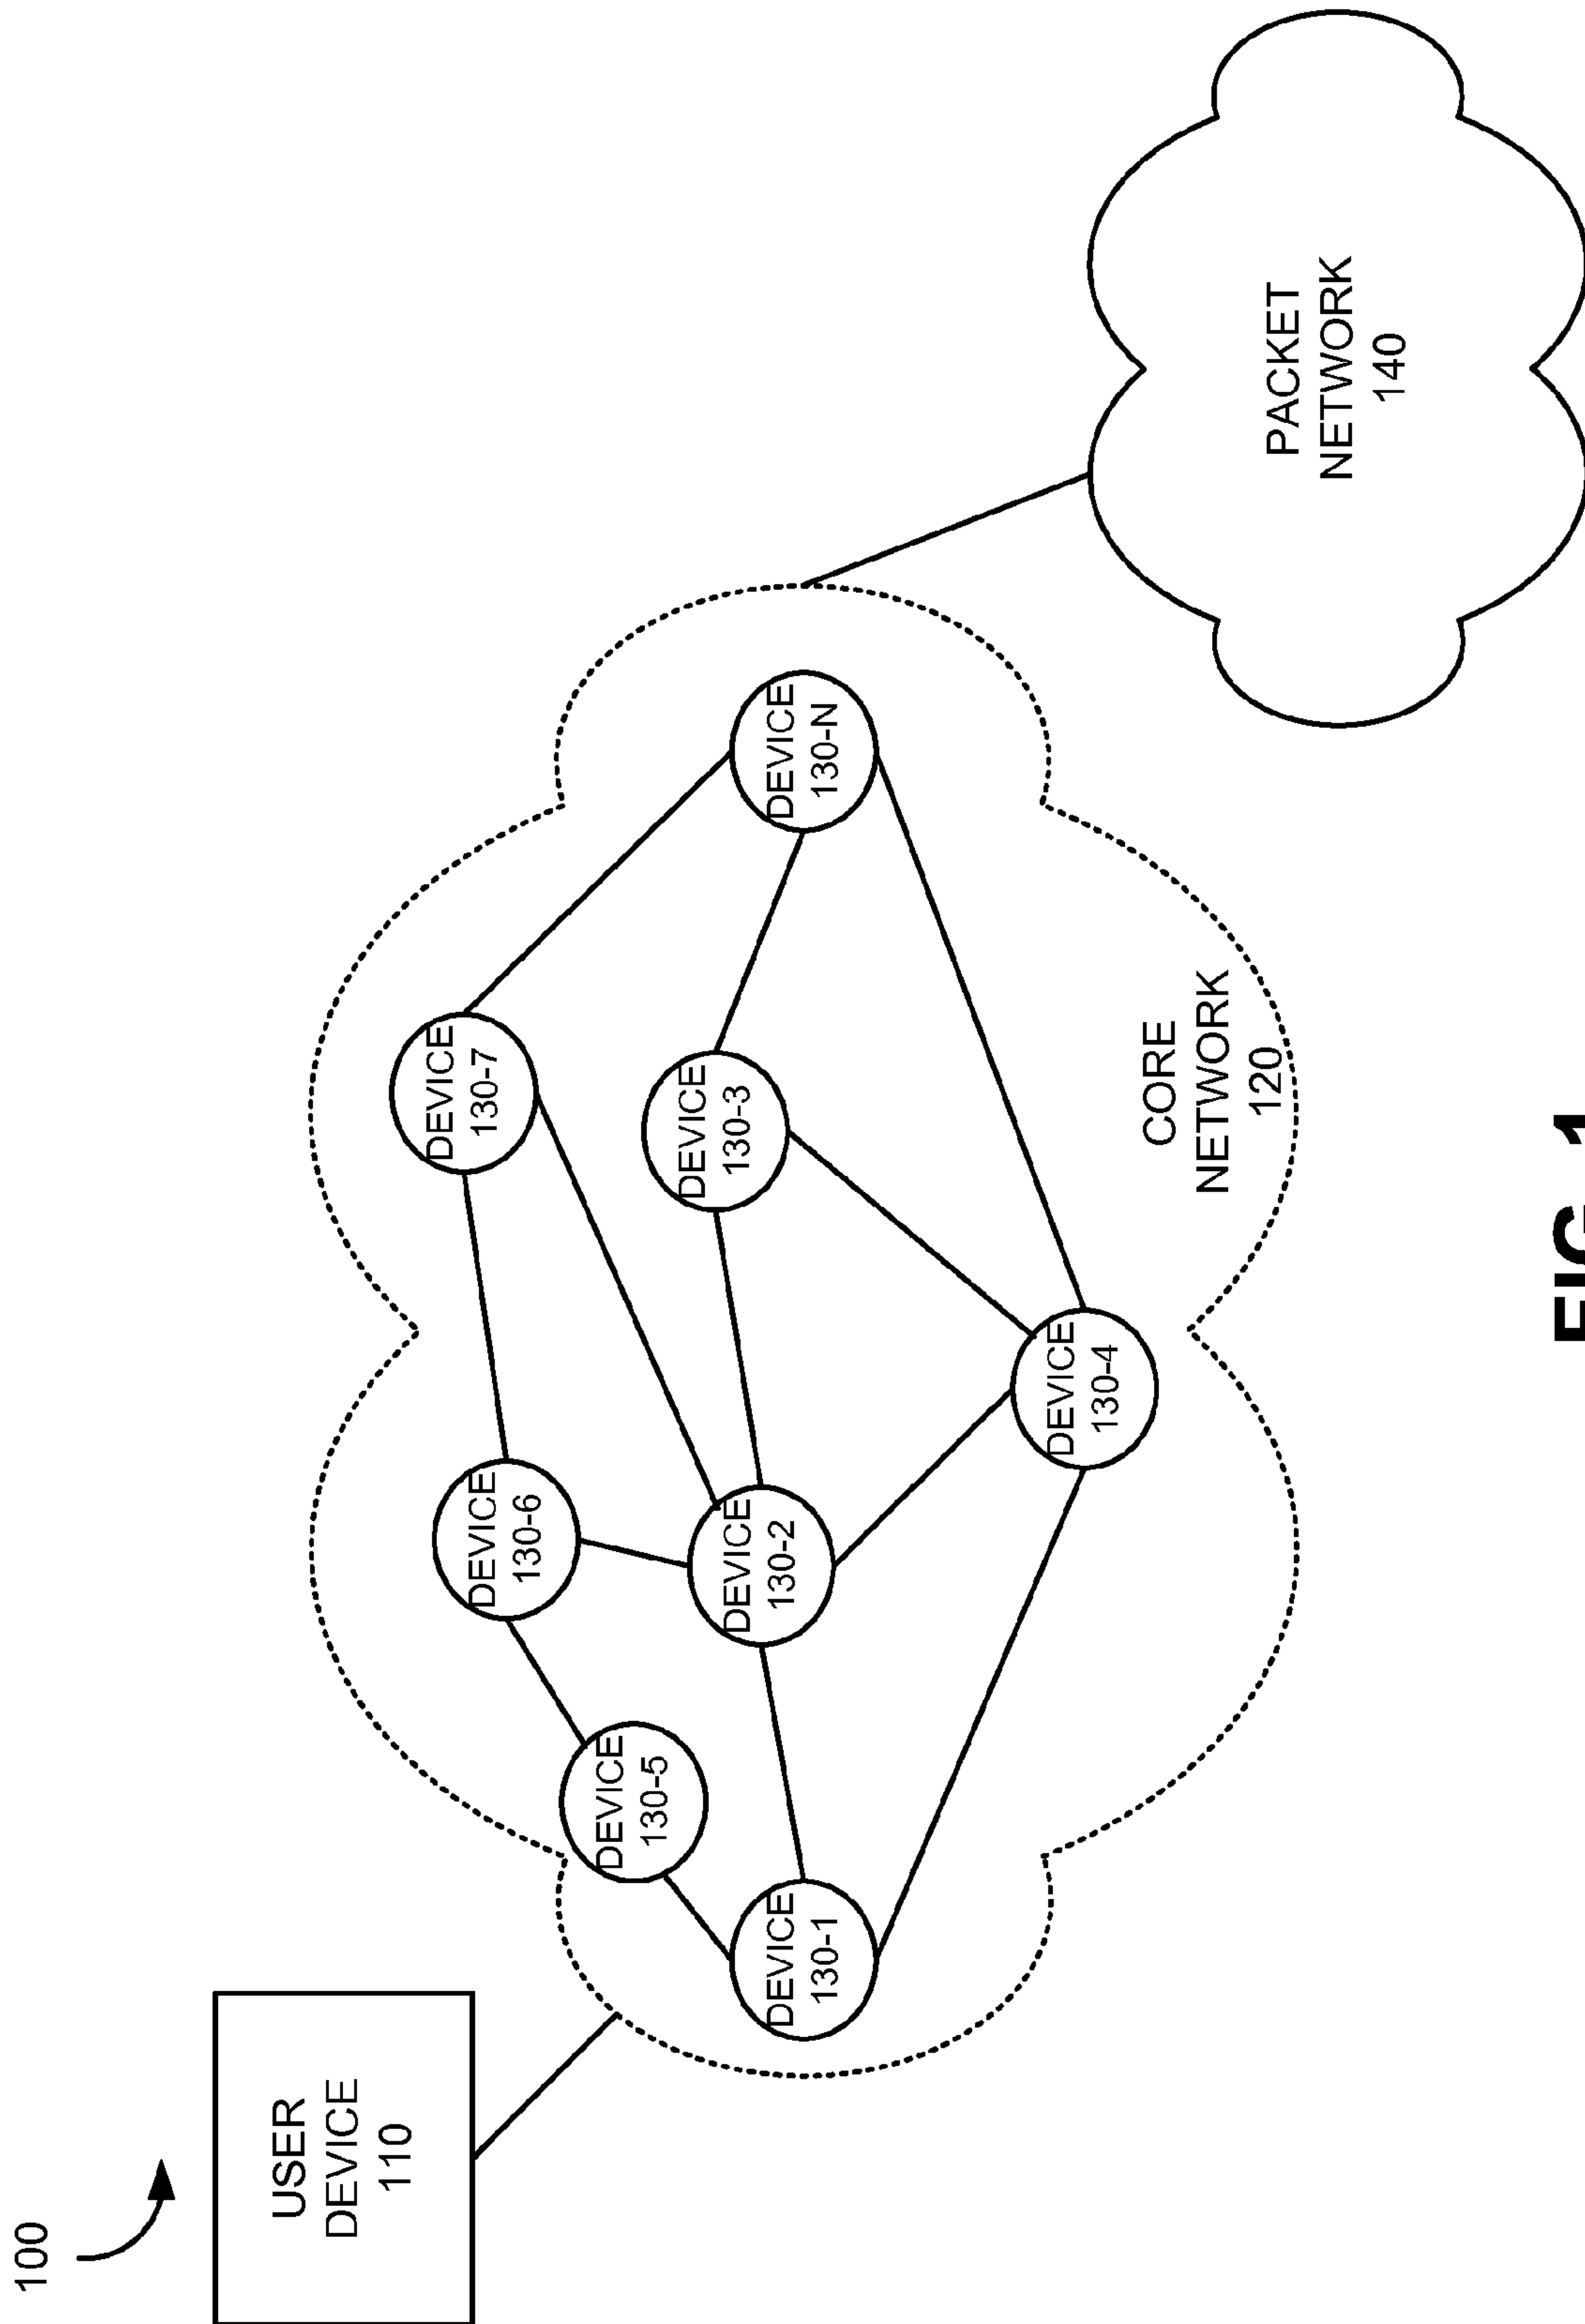 100
USER
DEVICE
110
DEVICE
130-1
DEVICE
130-5
DEVICE
130-6
DEVICE
130-2
DEVICE
130-7
DEVICE
130-3
DEVICE
130-4
DEVICE
130-N
CORE
NETWORK
120
PACKET
NETWORK
140
FIG. 1